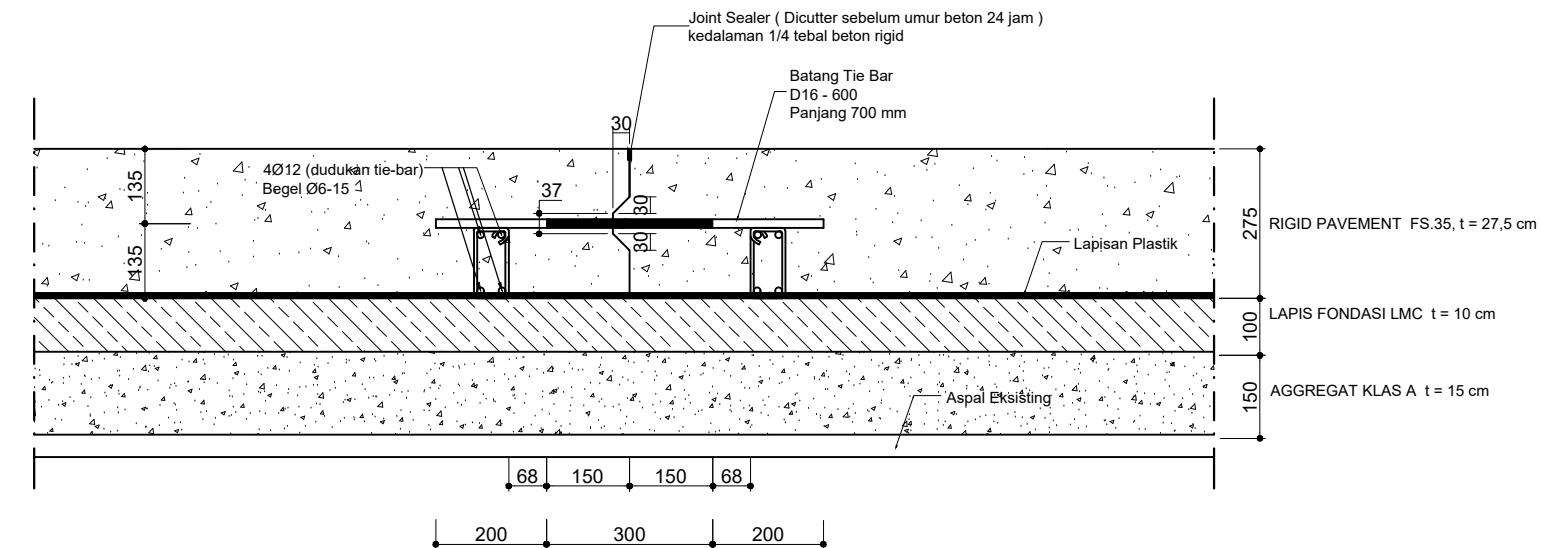 Joint Sealer ( Dicutter sebelum umur beton 24 jam )
kedalaman 1/4 tebal beton rigid
Batang Tie Bar
D16 - 600
Panjang 700 mm
30
4Ø12 (dudukan tie-bar)
Begel Ø6-15
135
37
30
30
135
275
RIGID PAVEMENT FS.35, t = 27,5 cm
Lapisan Plastik
100
LAPIS FONDASI LMC t = 10 cm
150
AGGREGAT KLAS A t = 15 cm
Aspal Eksisting
68
150
150
68
200
300
200